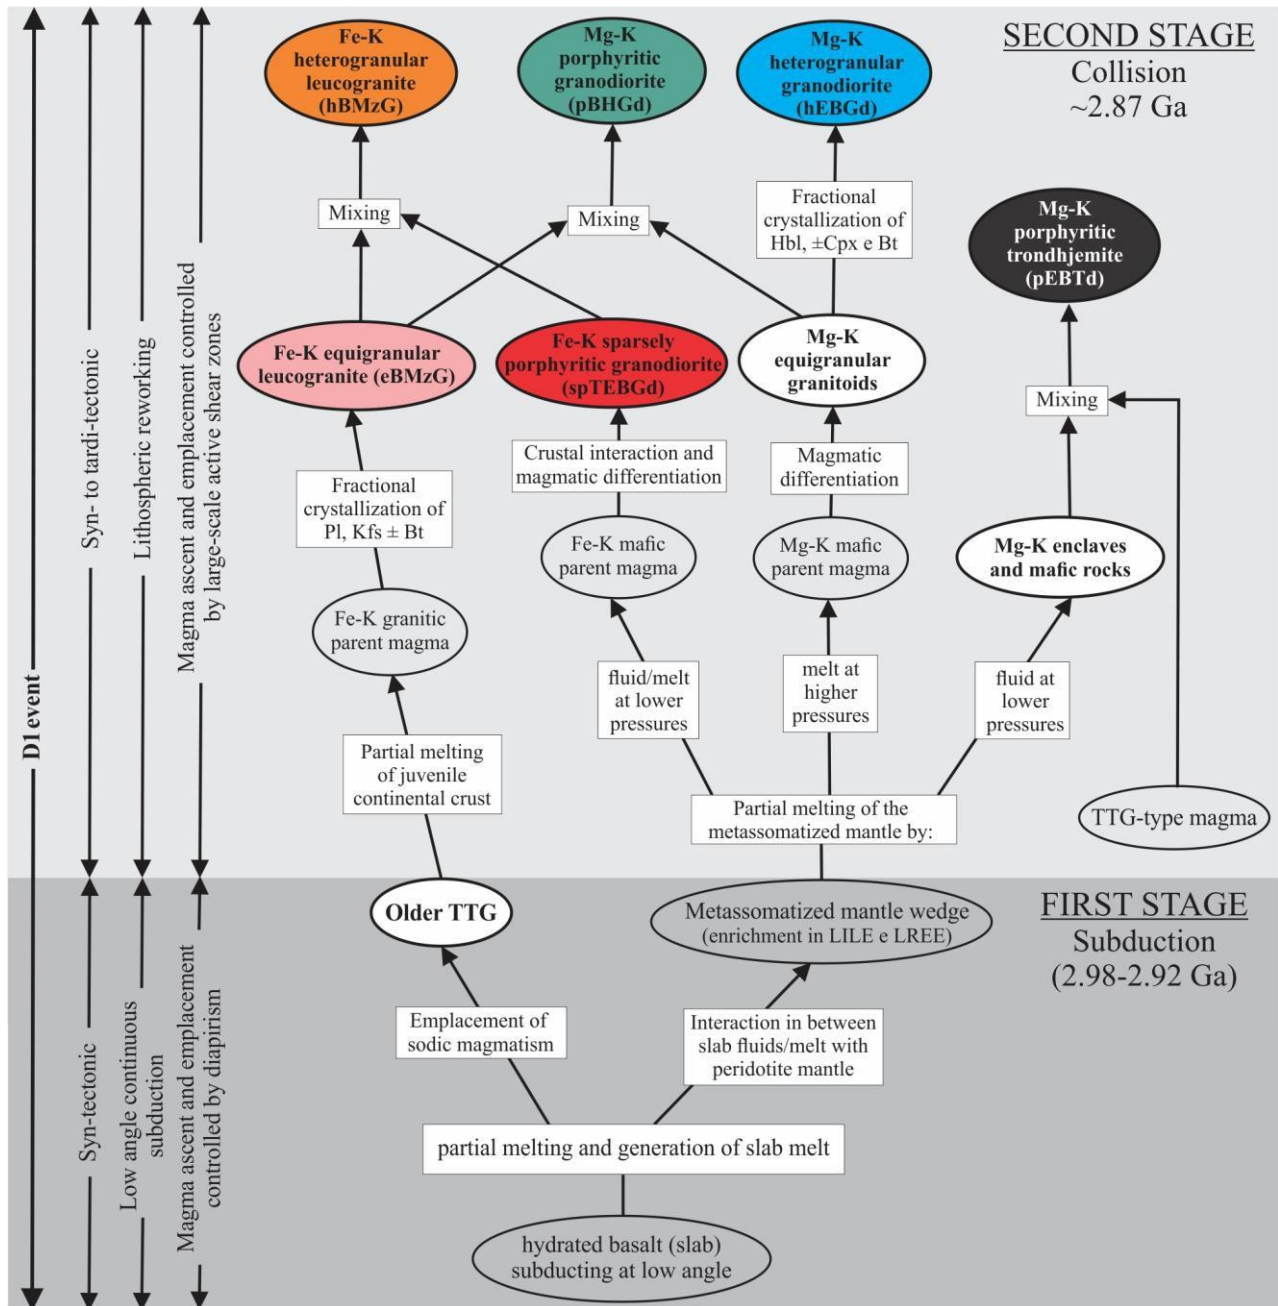 SECOND STAGE
Collision
~2.87 Ga
Fe-K
heterogranular
leucogranite
(hBMzG)
Mg-K
porphyritic
granodiorite
(pBHGd)
Mg-K
heterogranular
granodiorite
(hEBGd)
Mixing
Mixing
Fractional
crystallization of
Hbl, ±Cpx e Bt
Mg-K
porphyritic
trondhjemite
(pEBTd)
Fe-K equigranular
leucogranite (eBMzG)
Fe-K sparsely
porphyritic granodiorite
(spTEBGd)
Mg-K
equigranular
granitoids
Mixing
Fractional
crystallization of
Pl, Kfs ± Bt
Crustal interaction and
magmatic differentiation
Magmatic
differentiation
Fe-K mafic
parent magma
Mg-K mafic
parent magma
Mg-K enclaves
and mafic rocks
Fe-K granitic
parent magma
fluid/melt
at lower
pressures
melt at
higher
pressures
fluid at
lower
pressures
Partial melting
of juvenile
continental crust
Partial melting of the
metassomatized mantle by:
TTG-type magma
D1 event
Syn- to tardi-tectonic
Lithospheric reworking
Magma ascent and emplacement controlled
by large-scale active shear zones
FIRST STAGE
Subduction
(2.98-2.92 Ga)
Older TTG
Metassomatized mantle wedge
(enrichment in LILE e LREE)
Emplacement of
sodic magmatism
Interaction in between
slab fluids/melt with
peridotite mantle
partial melting and generation of slab melt
hydrated basalt (slab)
subducting at low angle
Syn-tectonic
Low angle continuous
subduction
Magma ascent and emplacement
controlled by diapirism